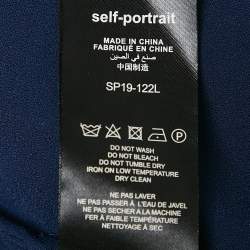 self-portrait
MADE IN CHINA
FABRIQUÉ EN CHINE
صنع في الصين
中国制造
SP19-122L
DO NOT WASH
DO NOT BLEACH
DO NOT TUMBLE DRY
IRON ON LOW TEMPERATURE
DRY CLEAN
NE PAS LAVER
NE PAS PASSER À L'EAU DE JAVEL
NE PAS SECHER A LA MACHINE
FER À FAIBLE TEMPÉRATURE
NETTOYAGE À SEC